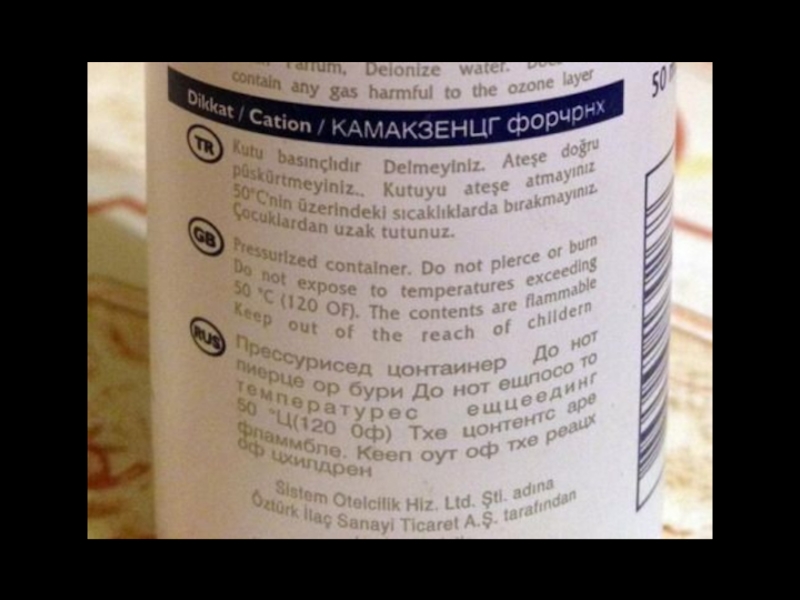 Parfum, Deionize water.
contain any gas harmful to the ozone layer
50
Dikkat / Cation / КАМАКЗЕНЦГ форчрнх
TR
Kutu basınçlıdır Delmeyiniz. Ateşe doğru
püskürtmeyiniz.. Kutuyu ateşe atmayınız
50°C'nin üzerindeki sıcaklıklarda bırakmayınız.
Çocuklardan uzak tutunuz.
GB
Pressurized container. Do not pierce or burn
Do not expose to temperatures exceeding
50 °C (120 OF). The contents are flammable
Keep out of the reach of childern
RUS
Прессурисед цонтаинер До нот
пиерце ор бури До нот ещпосо то
температурес ещцеединг
50 °Ц(120 0ф) Тхе цонтентс аре
фламмбле. Кееп оут оф тхе реацх
оф цхилдрен
Sistem Otelcilik Hiz. Ltd. Şti. adına
Öztürk İlaç Sanayi Ticaret A.Ş. tarafından